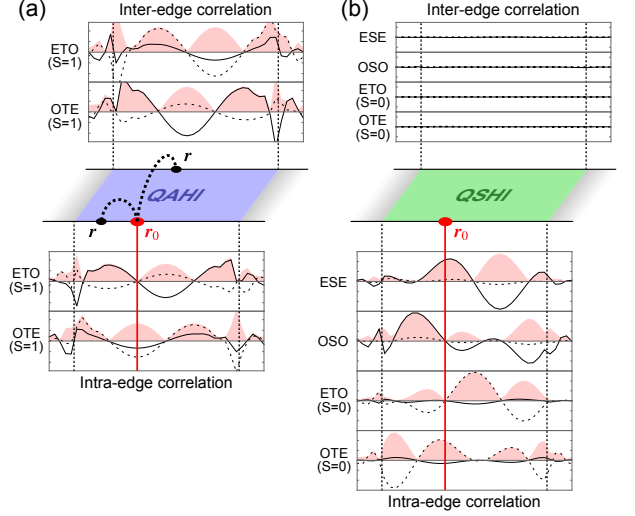 (a)
Inter-edge correlation
ETO
(S=1)
OTE
(S=1)
QAHI
r
r
r0
ETO
(S=1)
OTE
(S=1)
Intra-edge correlation
(b)
Inter-edge correlation
ESE
OSO
ETO
(S=0)
OTE
(S=0)
QSHI
r0
ESE
OSO
ETO
(S=0)
OTE
(S=0)
Intra-edge correlation